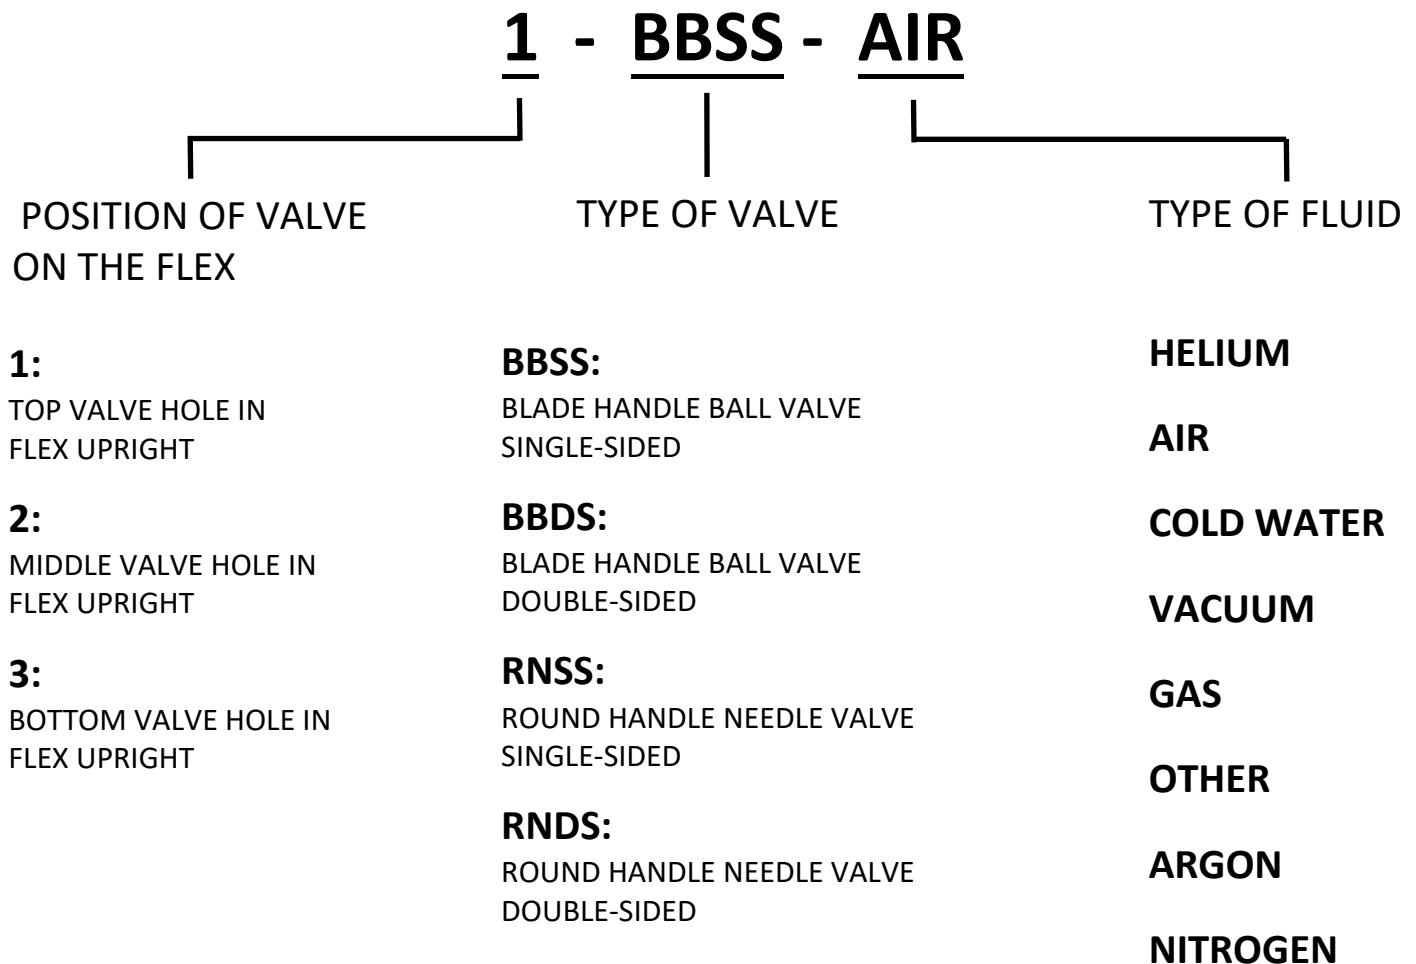 1 - BBSS - AIR
POSITION OF VALVE
ON THE FLEX
1:
TOP VALVE HOLE IN
FLEX UPRIGHT
2:
MIDDLE VALVE HOLE IN
FLEX UPRIGHT
3:
BOTTOM VALVE HOLE IN
FLEX UPRIGHT
TYPE OF VALVE
BBSS:
BLADE HANDLE BALL VALVE
SINGLE-SIDED
BBDS:
BLADE HANDLE BALL VALVE
DOUBLE-SIDED
RNSS:
ROUND HANDLE NEEDLE VALVE
SINGLE-SIDED
RNDS:
ROUND HANDLE NEEDLE VALVE
DOUBLE-SIDED
TYPE OF FLUID
HELIUM
AIR
COLD WATER
VACUUM
GAS
OTHER
ARGON
NITROGEN